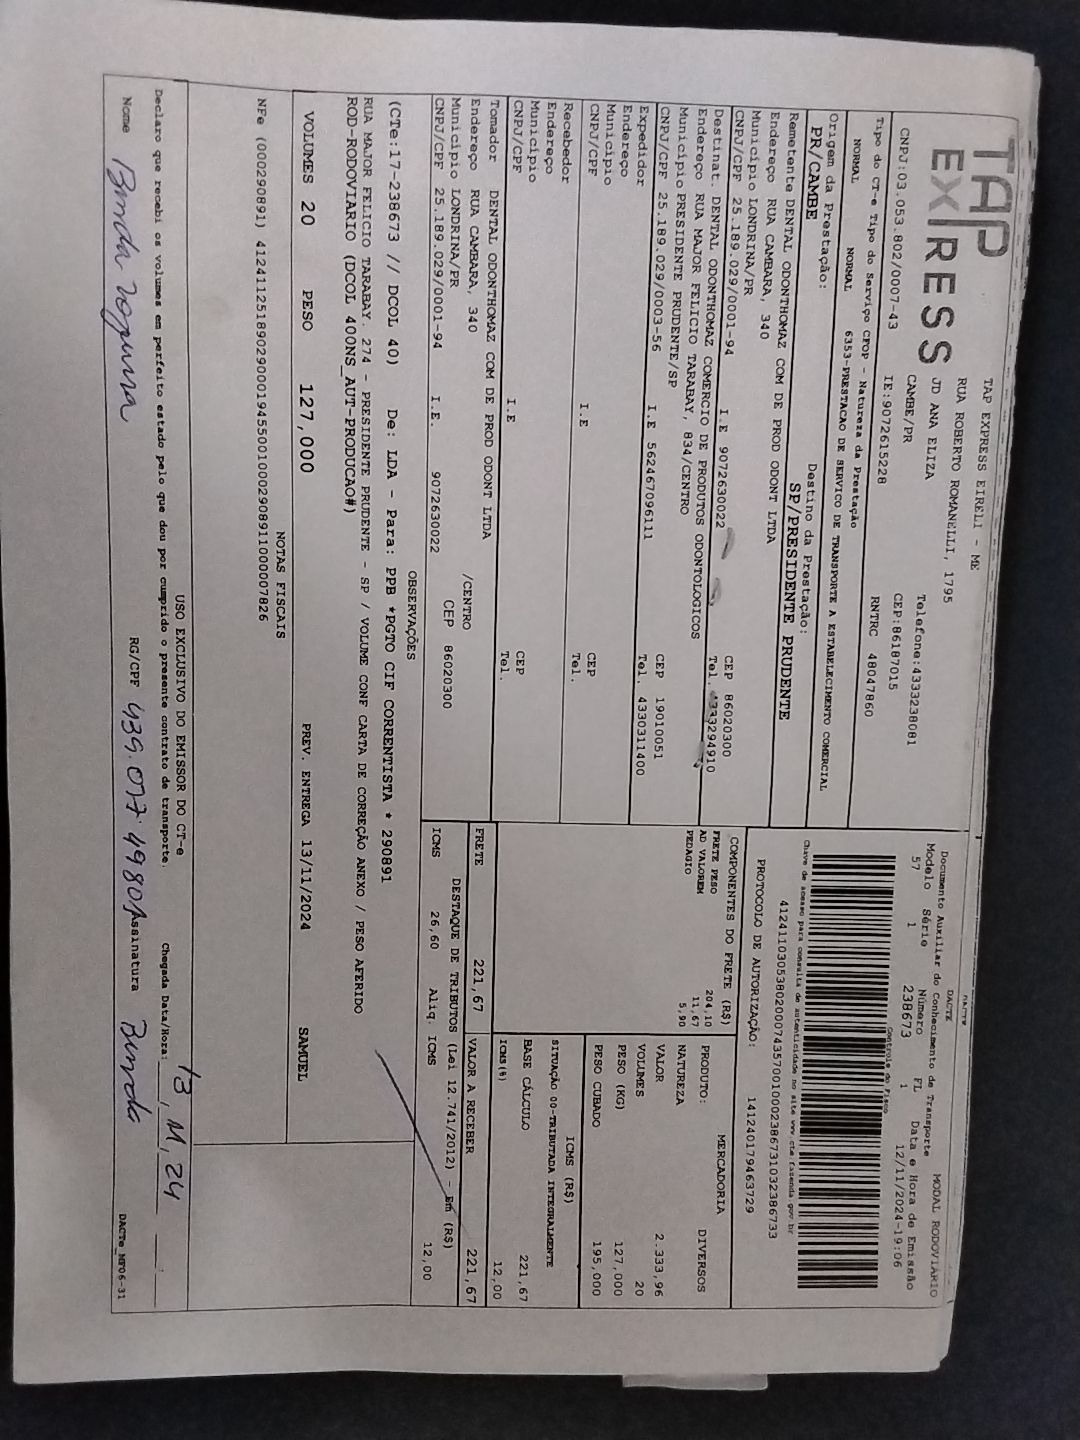 TAP
EXPRESS
TAP EXPRESS EIRELI - ME
RUA ROBERTO ROMANELLI, 1795
JD ANA ELIZA
CAMBE/PR
Telefone:4333238081
CEP:86187015
CNPJ:03.053.802/0007-43 IE:9072615228 RNTRC 48047860
Tipo do CT-e Tipo do Serviço CFOP - Natureza da Prestação
NORMAL NORMAL 6353-PRESTACAO DE SERVICO DE TRANSPORTE A ESTABELECIMENTO COMERCIAL
Origem da Prestação: Destino da Prestação:
PR/CAMBE SP/PRESIDENTE PRUDENTE
Remetente DENTAL ODONTHOMAZ COM DE PROD ODONT LTDA
Endereço RUA CAMBARA, 340
Município LONDRINA/PR
CNPJ/CPF 25.189.029/0001-94 I.E 9072630022 CEP 86020300
Tel. 4333294910
Destinat. DENTAL ODONTHOMAZ COMERCIO DE PRODUTOS ODONTOLOGICOS
Endereço RUA MAJOR FELICIO TARABAY, 834/CENTRO
Município PRESIDENTE PRUDENTE/SP CEP 19010051
CNPJ/CPF 25.189.029/0003-56 I.E 562467096111 Tel. 4330311400
Expedidor
Endereço
Município CEP
CNPJ/CPF I.E Tel.
Recebedor
Endereço
Município CEP
CNPJ/CPF I.E Tel.
Tomador DENTAL ODONTHOMAZ COM DE PROD ODONT LTDA
Endereço RUA CAMBARA, 340 /CENTRO
Município LONDRINA/PR CEP 86020300
CNPJ/CPF 25.189.029/0001-94 I.E. 9072630022
DACTE
DACTE
Documento Auxiliar do Conhecimento de Transporte MODAL RODOVIÁRIO
Modelo Série Número FL Data e Hora de Emissão
57 1 238673 1 12/11/2024-19:06
Controle do Fisco
Chave de acesso para consulta de autenticidade no site www.cte.fazenda.gov.br
41241103053802000743570010002386731032386733
PROTOCOLO DE AUTORIZAÇÃO: 141240179463729
COMPONENTES DO FRETE (R$)
FRETE PESO 204,10
AD VALOREM 11,67
PEDAGIO 5,90
PRODUTO: MERCADORIA
NATUREZA DIVERSOS
VALOR 2.333,96
VOLUMES 20
PESO (KG) 127,000
PESO CUBADO 195,000
ICMS (R$)
SITUAÇÃO 00-TRIBUTADA INTEGRALMENTE
BASE CÁLCULO 221,67
ICMS(%) 12,00
FRETE 221,67 VALOR A RECEBER 221,67
DESTAQUE DE TRIBUTOS (Lei 12.741/2012) - Em (R$)
ICMS 26,60 Aliq. ICMS 12,00
OBSERVAÇÕES
(CTe:17-238673 // DCOL 40) De: LDA - Para: PPB *PGTO CIF CORRENTISTA * 290891
RUA MAJOR FELICIO TARABAY. 274 - PRESIDENTE PRUDENTE - SP / VOLUME CONF CARTA DE CORREÇÃO ANEXO / PESO AFERIDO
ROD-RODOVIARIO (DCOL 400NS_AUT-PRODUCAO#)
VOLUMES 20 PESO 127,000 PREV. ENTREGA 13/11/2024 SAMUEL
NOTAS FISCAIS
NFe (000290891) 41241125189029000194550010002908911000007826
USO EXCLUSIVO DO EMISSOR DO CT-e
Declaro que recebi os volumes em perfeito estado pelo que dou por cumprido o presente contrato de transporte. Chegada Data/Hora: 13, 11, 24
Nome RG/CPF 439.077.4980 Assinatura DACTe MF06-31